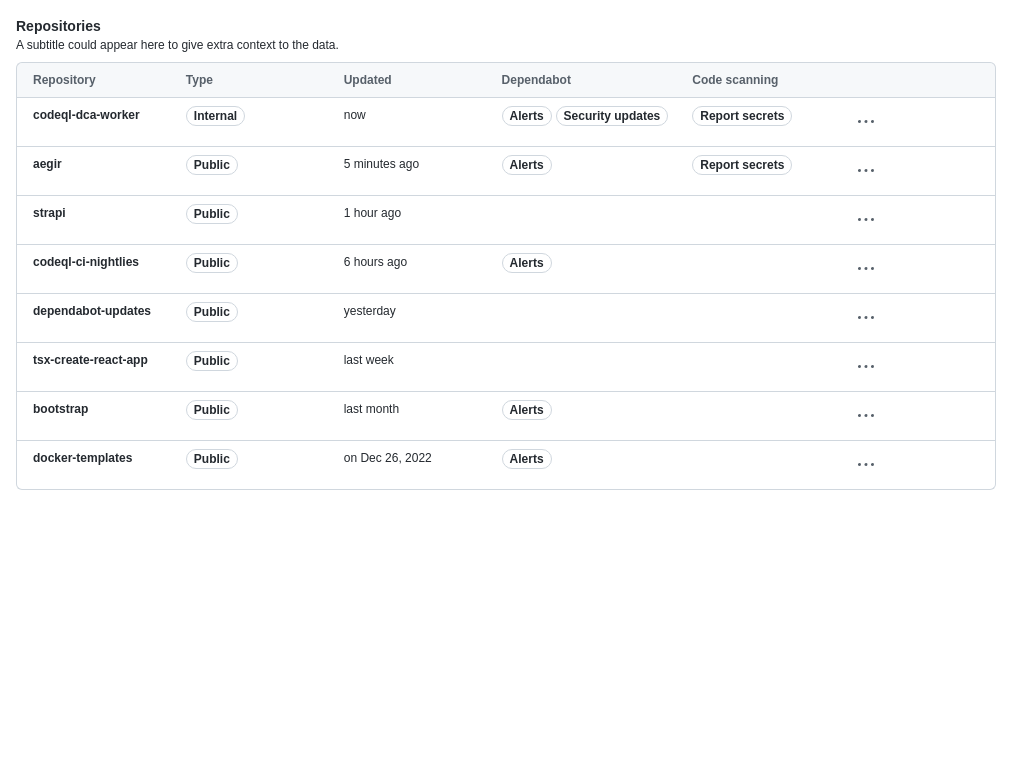 Repositories
A subtitle could appear here to give extra context to the data.
Repository Type Updated Dependabot Code scanning
codeql-dca-worker Internal now Alerts Security updates Report secrets
aegir Public 5 minutes ago Alerts Report secrets
strapi Public 1 hour ago
codeql-ci-nightlies Public 6 hours ago Alerts
dependabot-updates Public yesterday
tsx-create-react-app Public last week
bootstrap Public last month Alerts
docker-templates Public on Dec 26, 2022 Alerts